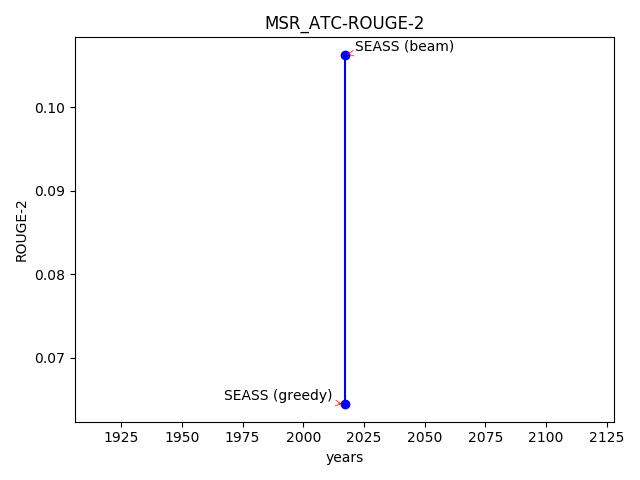 MSR_ATC-ROUGE-2
SEASS (beam)
0.10
0.09
ROUGE-2
0.08
0.07
SEASS (greedy)
1925 1950 1975 2000 2025 2050 2075 2100 2125
years